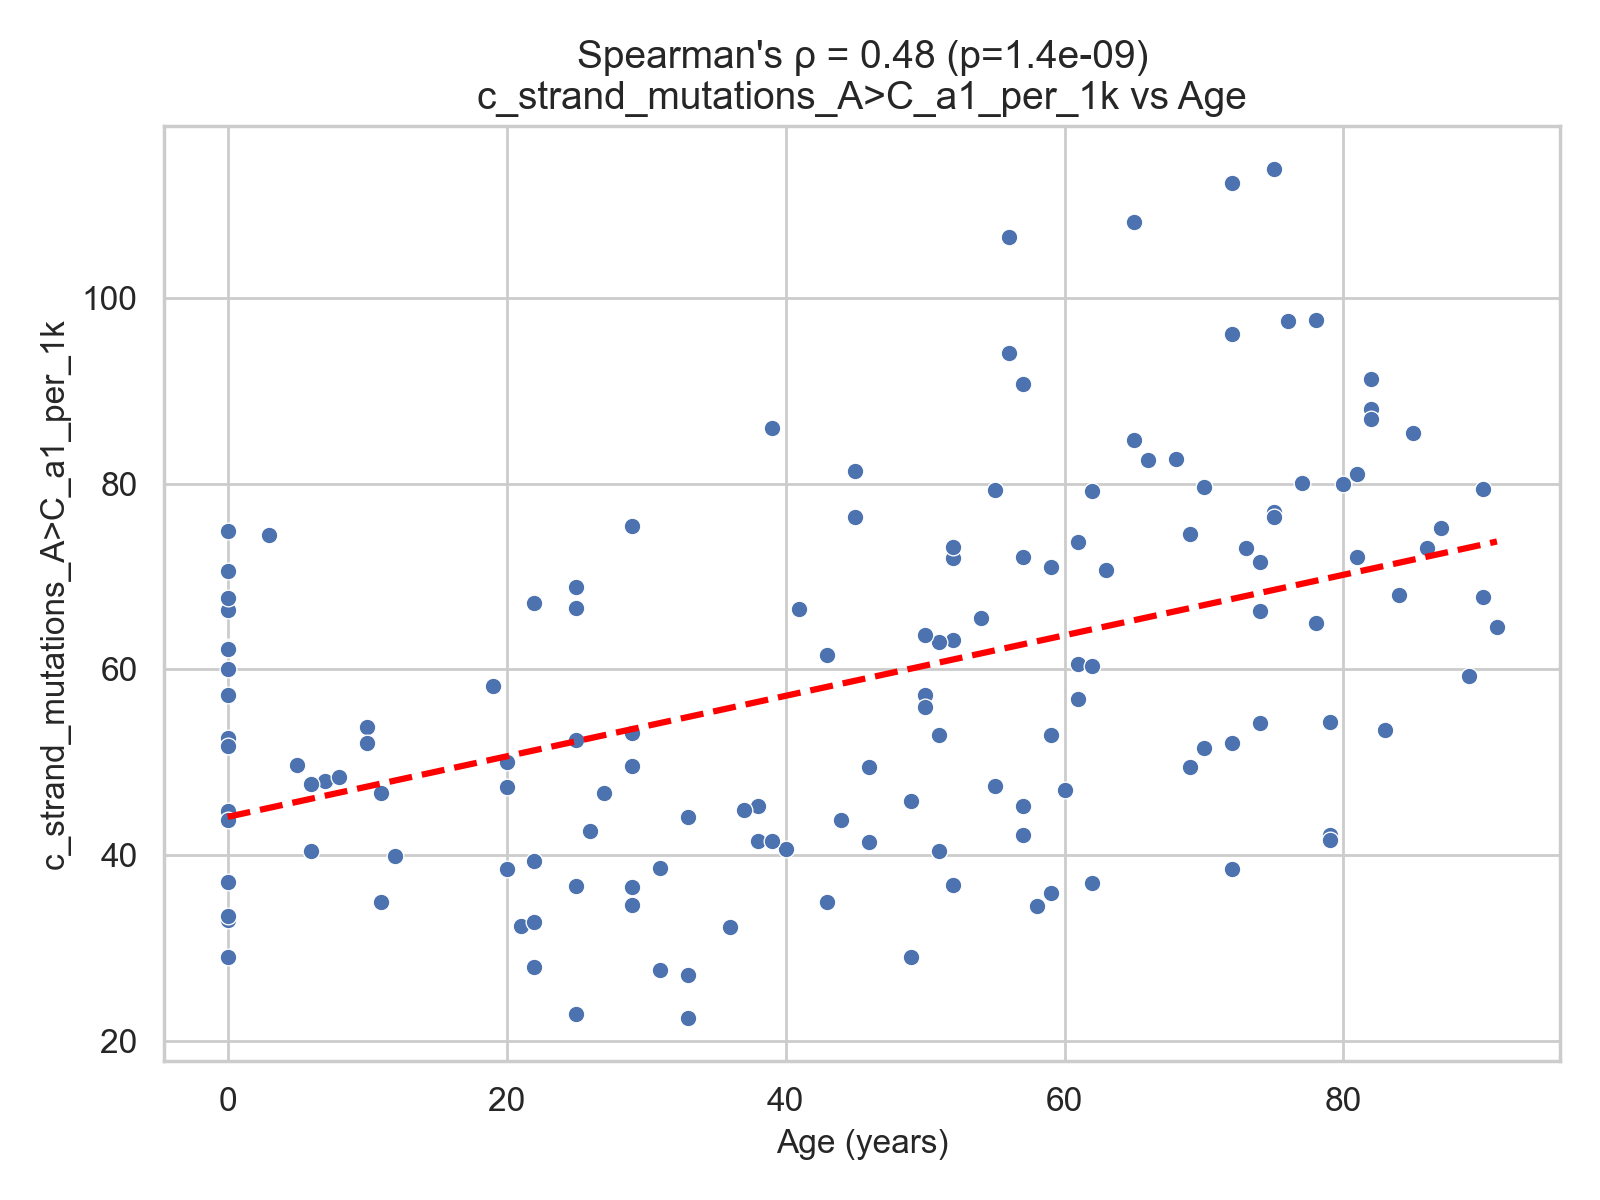 Spearman's ρ = 0.48 (p=1.4e-09)
c_strand_mutations_A>C_a1_per_1k vs Age
c_strand_mutations_A>C_a1_per_1k
100
80
60
40
20
0
20
40
60
80
Age (years)